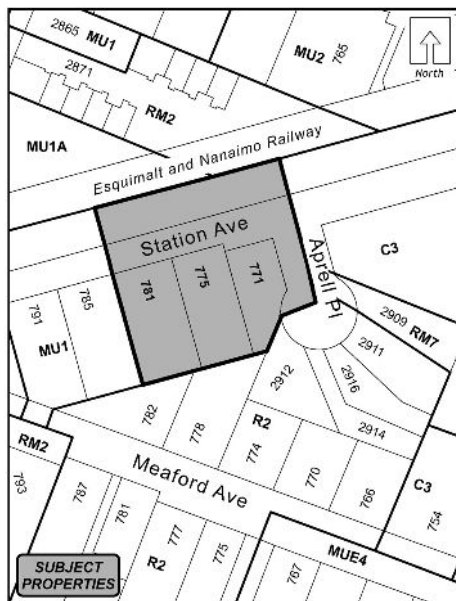 2865
MU1
MU2
765
North
2871
RM2
MU1A
Esquimalt and Nanaimo Railway
Station Ave
Aprell Pl
C3
781
775
771
791
785
MU1
2909
RM7
2911
2916
2912
2914
782
778
R2
774
770
766
C3
754
RM2
793
Meaford Ave
787
781
777
775
R2
MUE4
767
SUBJECT
PROPERTIES